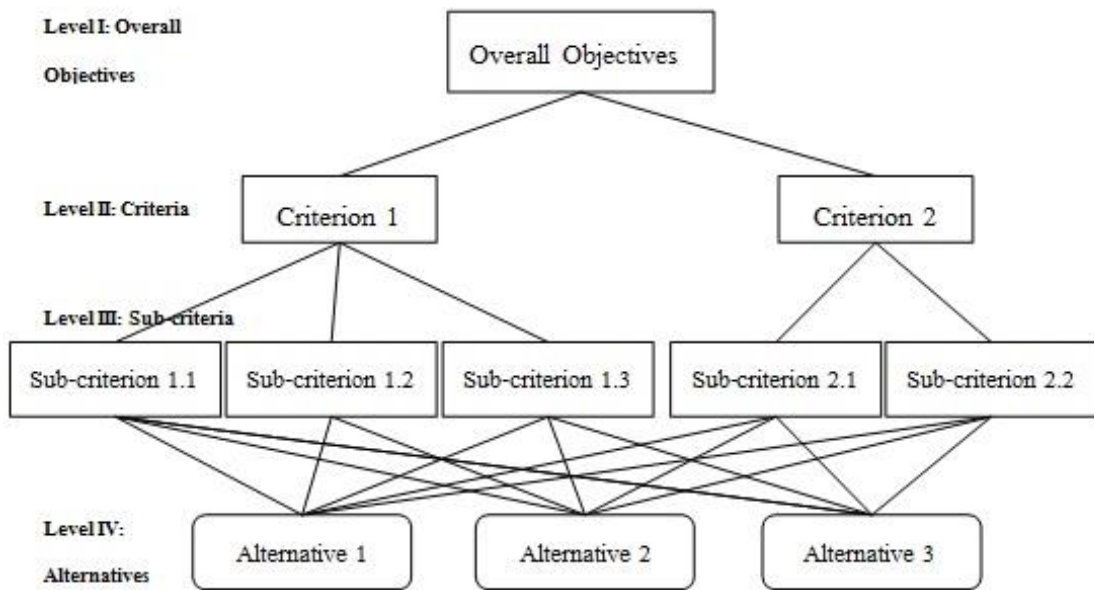 Level I: Overall
Objectives
Overall Objectives
Level II: Criteria
Criterion 1
Criterion 2
Level III: Sub-criteria
Sub-criterion 1.1
Sub-criterion 1.2
Sub-criterion 1.3
Sub-criterion 2.1
Sub-criterion 2.2
Level IV:
Alternatives
Alternative 1
Alternative 2
Alternative 3